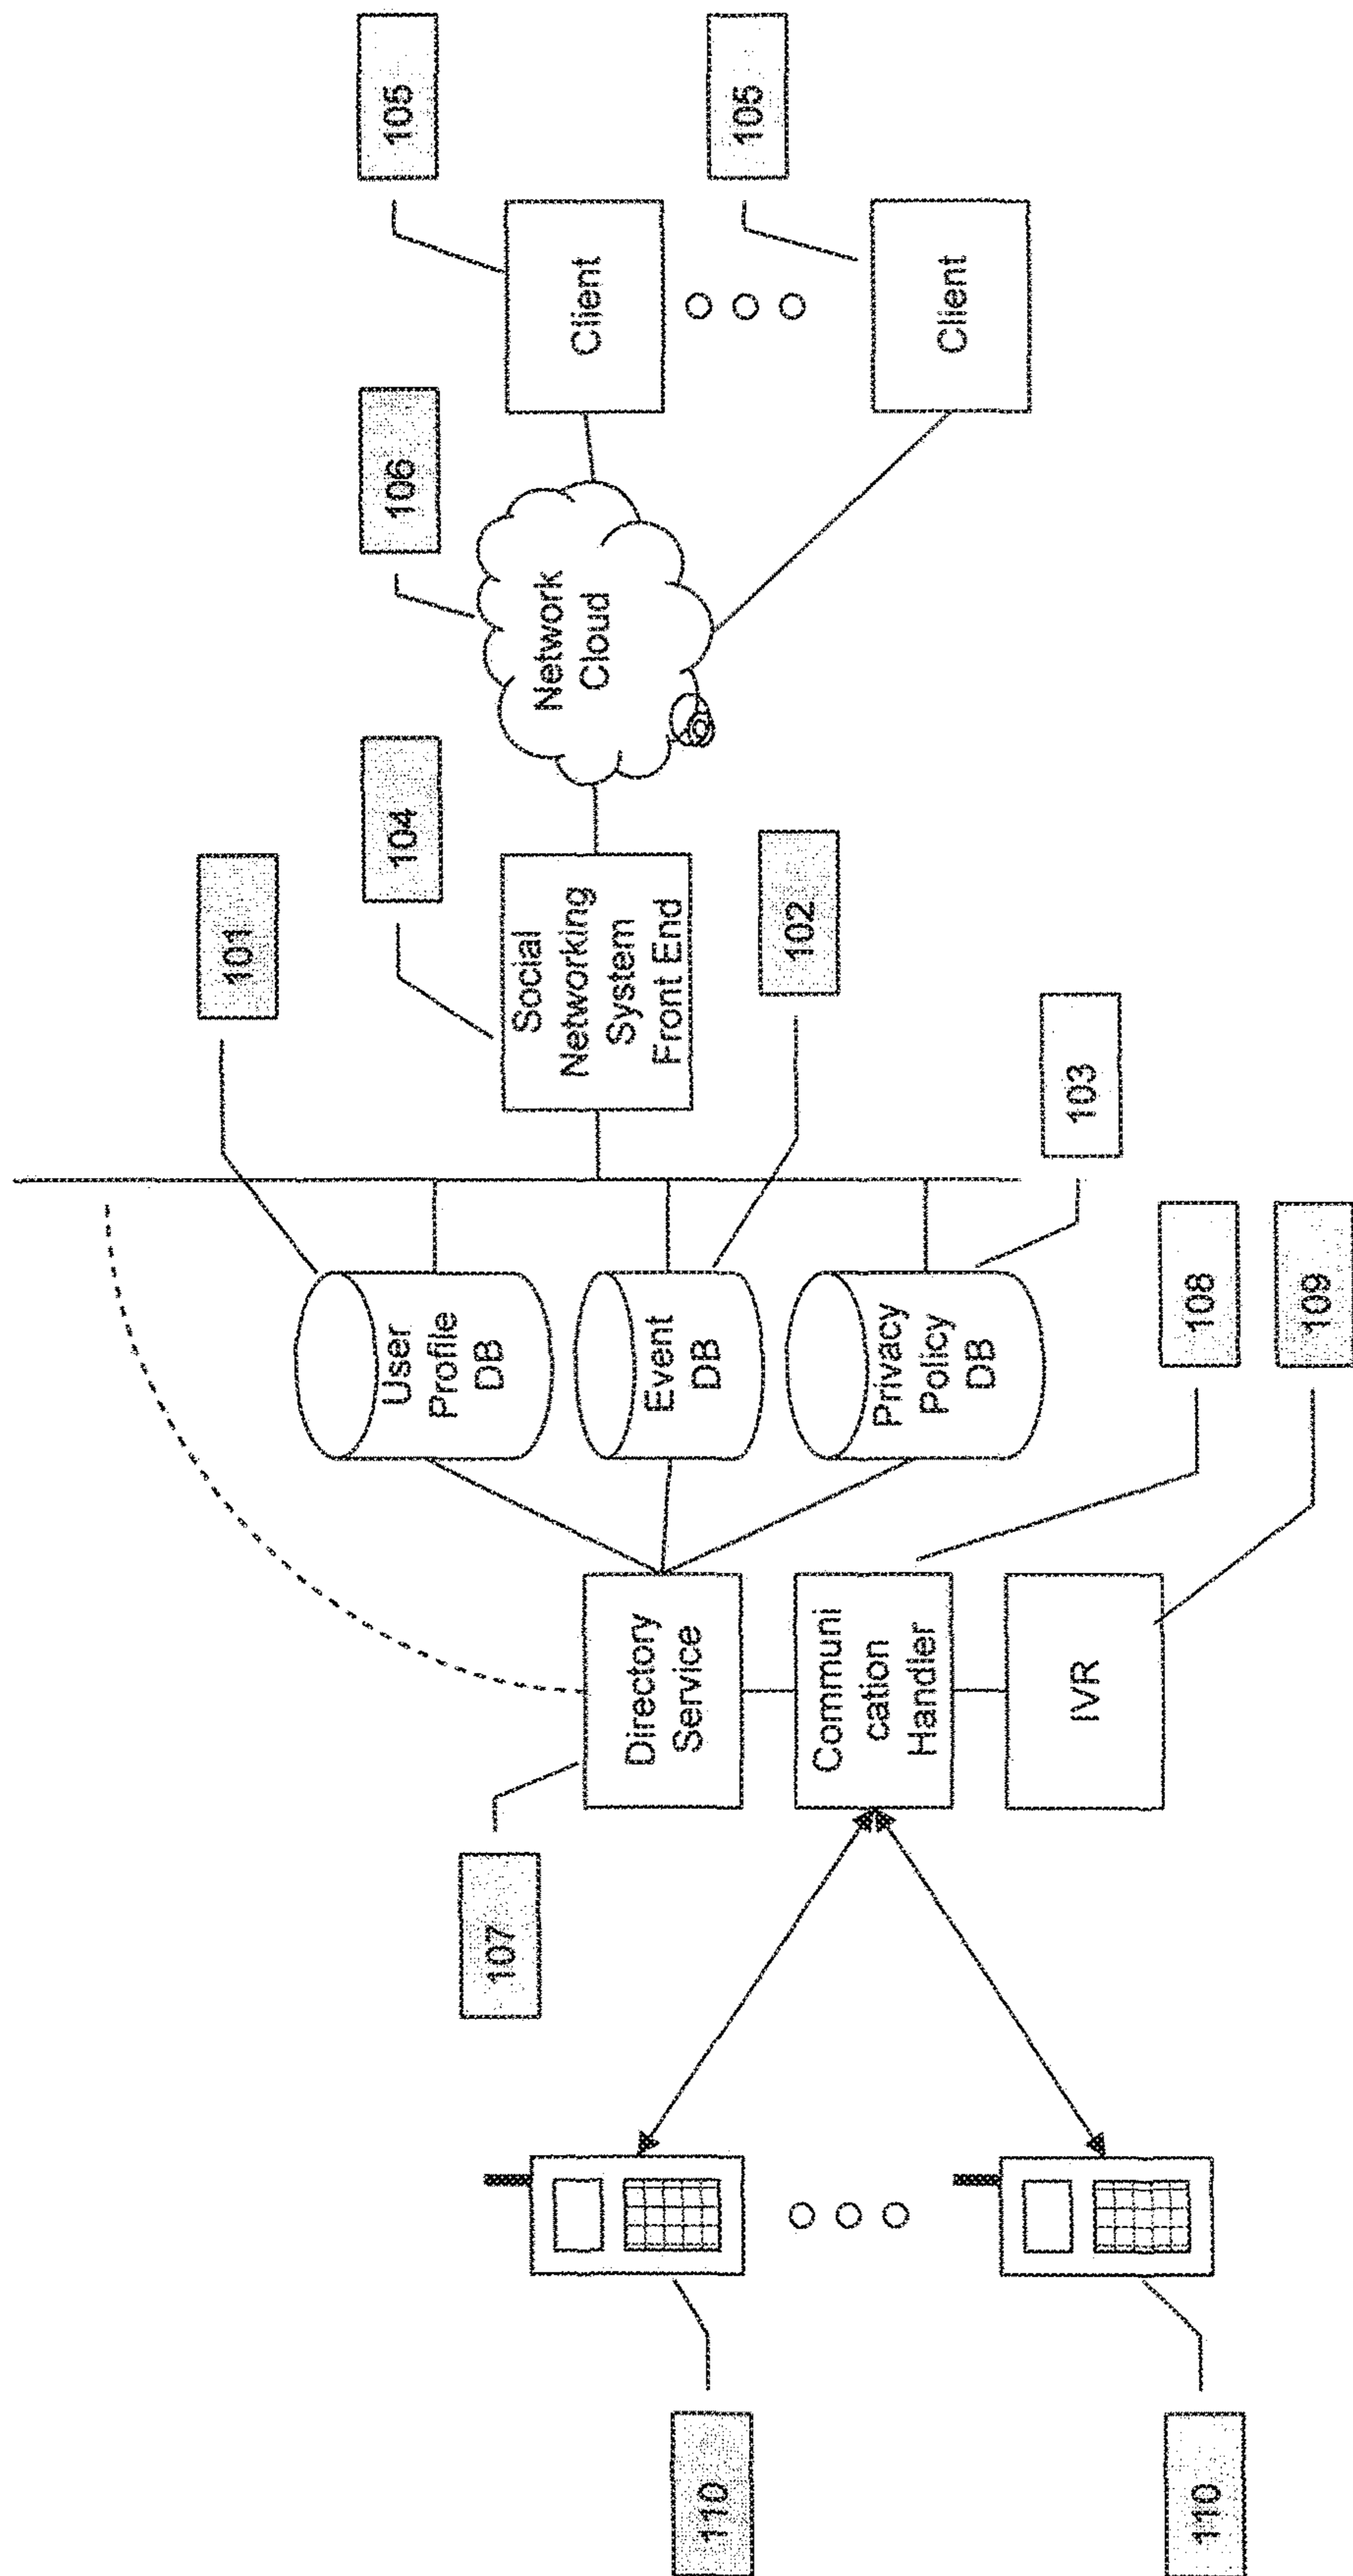 110
110
107
Directory
Service
Communi
cation
Handler
IVR
108
109
User
Profile
DB
Event
DB
Privacy
Policy
DB
101
102
103
104
Social
Networking
System
Front End
106
Network
Cloud
105
Client
105
Client